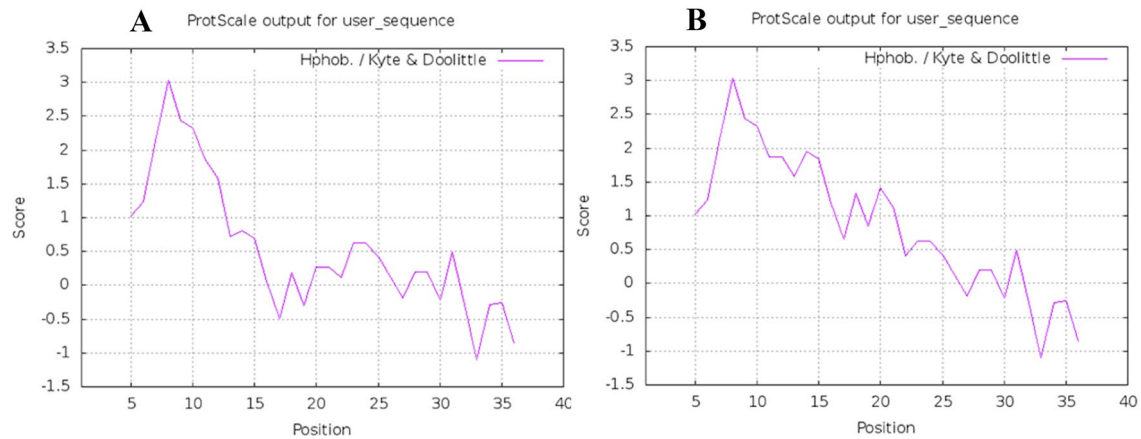 A
ProtScale output for user_sequence
3.5
3
2.5
2
1.5
1
0.5
0
-0.5
-1
-1.5
Score
Hphob. / Kyte & Doolittle
5 10 15 20 25 30 35 40
Position
B
ProtScale output for user_sequence
3.5
3
2.5
2
1.5
1
0.5
0
-0.5
-1
-1.5
Score
Hphob. / Kyte & Doolittle
5 10 15 20 25 30 35 40
Position